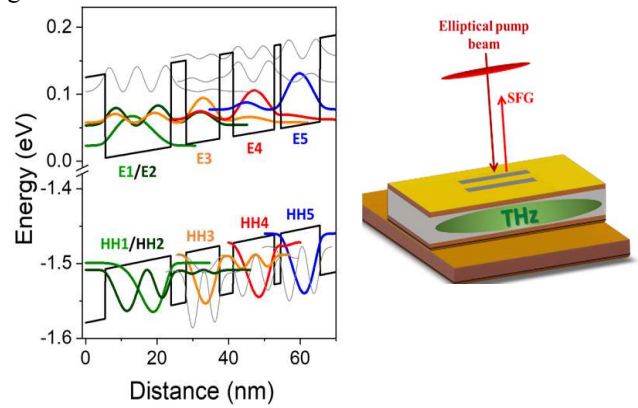 0.2
0.1
0.0
-1.4
-1.5
-1.6
Energy (eV)
E1/E2
E3
E4
E5
HH1/HH2
HH3
HH4
HH5
0
20
40
60
Distance (nm)
Elliptical pump
beam
SFG
THz